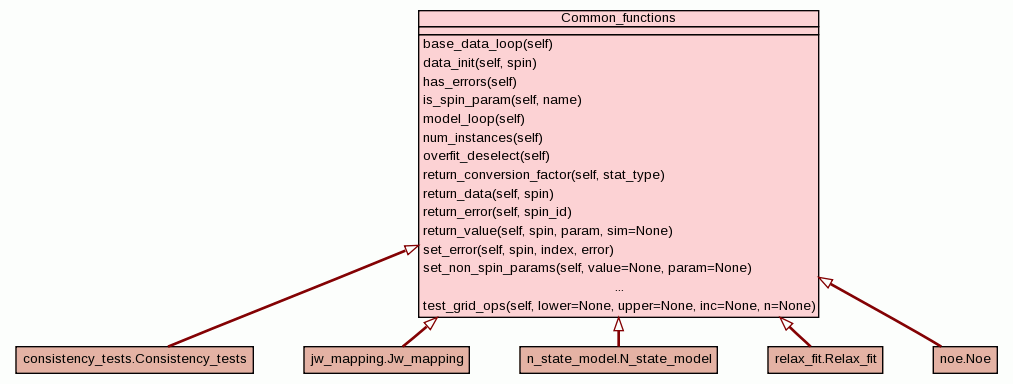 Common_functions
base_data_loop(self)
data_init(self, spin)
has_errors(self)
is_spin_param(self, name)
model_loop(self)
num_instances(self)
overfit_deselect(self)
return_conversion_factor(self, stat_type)
return_data(self, spin)
return_error(self, spin_id)
return_value(self, spin, param, sim=None)
set_error(self, spin, index, error)
set_non_spin_params(self, value=None, param=None)
...
test_grid_ops(self, lower=None, upper=None, inc=None, n=None)
consistency_tests.Consistency_tests
jw_mapping.Jw_mapping
n_state_model.N_state_model
relax_fit.Relax_fit
noe.Noe